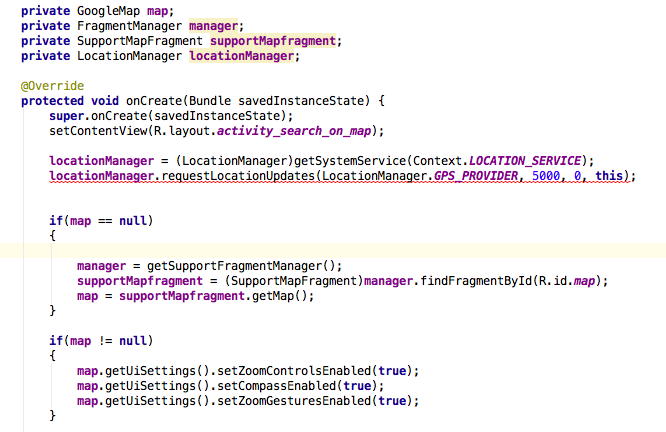 private GoogleMap map;
private FragmentManager manager;
private SupportMapFragment supportMapfragment;
private LocationManager locationManager;
@Override
protected void onCreate(Bundle savedInstanceState) {
super.onCreate(savedInstanceState);
setContentView(R.layout.activity_search_on_map);
locationManager = (LocationManager)getSystemService(Context.LOCATION_SERVICE);
locationManager.requestLocationUpdates(LocationManager.GPS_PROVIDER, 5000, 0, this);
if(map == null)
{
manager = getSupportFragmentManager();
supportMapfragment = (SupportMapFragment)manager.findFragmentById(R.id.map);
map = supportMapfragment.getMap();
}
if(map != null)
{
map.getUiSettings().setZoomControlsEnabled(true);
map.getUiSettings().setCompassEnabled(true);
map.getUiSettings().setZoomGesturesEnabled(true);
}